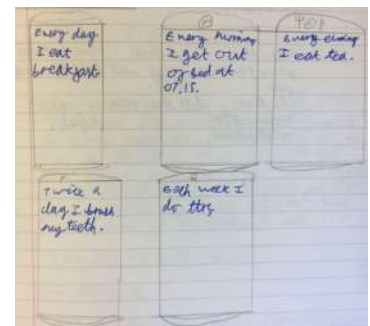 Every day
I eat
breakfast
Every morning
I get out
of bed at
07.15.
Every evening
I eat tea.
Twice a
day I brush
my teeth.
Each week I
do